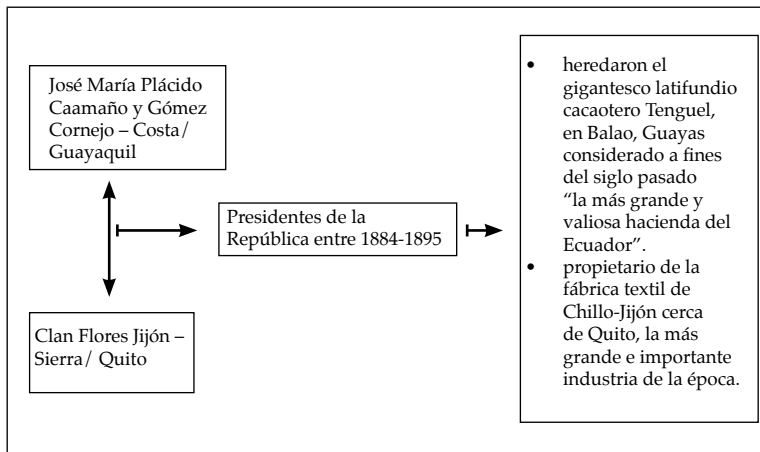 José María Plácido
Caamaño y Gómez
Cornejo – Costa/
Guayaquil
Clan Flores Jijón –
Sierra/ Quito
Presidentes de la
República entre 1884-1895
• heredaron el
gigantesco latifundio
cacaotero Tenguel,
en Balao, Guayas
considerado a fines
del siglo pasado
“la más grande y
valiosa hacienda del
Ecuador”.
• propietario de la
fábrica textil de
Chillo-Jijón cerca
de Quito, la más
grande e importante
industria de la época.